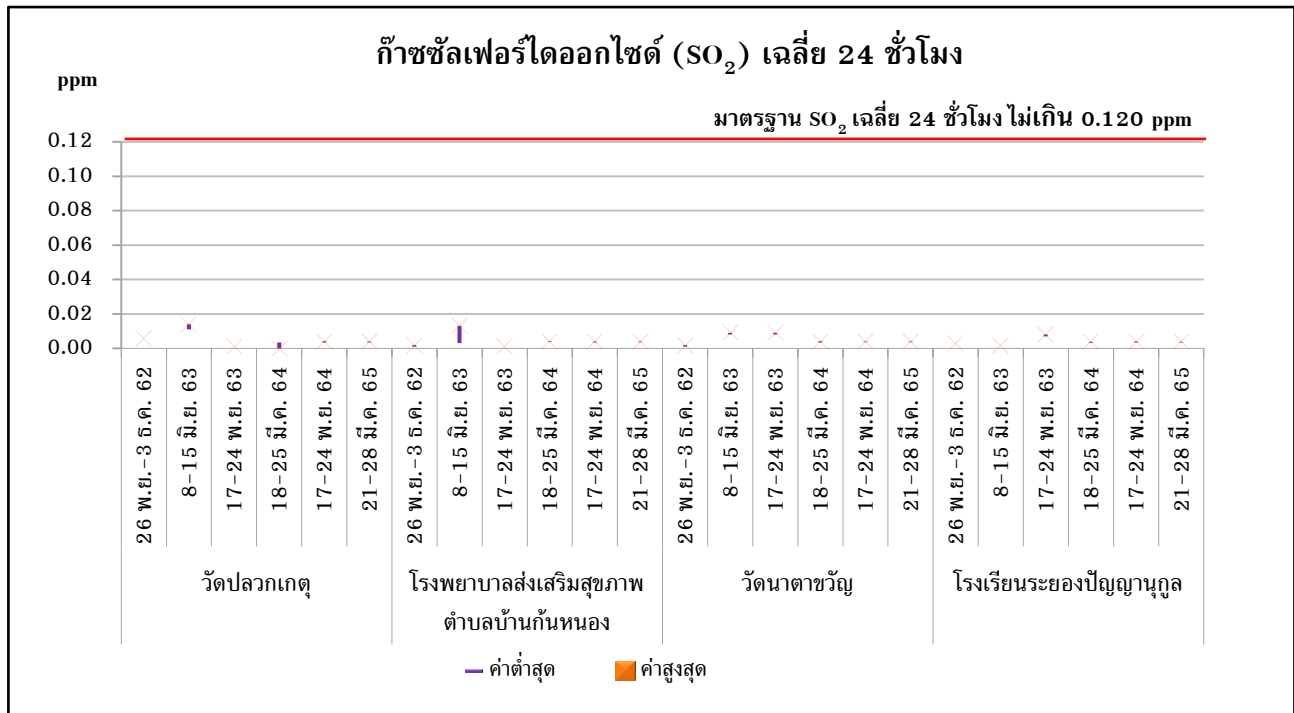 ก๊าซซัลเฟอร์ไดออกไซด์ (SO2) เฉลี่ย 24 ชั่วโมง
ppm
มาตรฐาน SO2 เฉลี่ย 24 ชั่วโมง ไม่เกิน 0.120 ppm
0.12
0.10
0.08
0.06
0.04
0.02
0.00
26 พ.ย.-3 ธ.ค. 62
8-15 มิ.ย. 63
17-24 พ.ย. 63
18-25 มี.ค. 64
17-24 พ.ย. 64
21-28 มี.ค. 65
26 พ.ย.-3 ธ.ค. 62
8-15 มิ.ย. 63
17-24 พ.ย. 63
18-25 มี.ค. 64
17-24 พ.ย. 64
21-28 มี.ค. 65
26 พ.ย.-3 ธ.ค. 62
8-15 มิ.ย. 63
17-24 พ.ย. 63
18-25 มี.ค. 64
17-24 พ.ย. 64
21-28 มี.ค. 65
26 พ.ย.-3 ธ.ค. 62
8-15 มิ.ย. 63
17-24 พ.ย. 63
18-25 มี.ค. 64
17-24 พ.ย. 64
21-28 มี.ค. 65
วัดปลวกเกตุ
โรงพยาบาลส่งเสริมสุขภาพ
ตำบลบ้านก้นหนอง
วัดนาตาขวัญ
โรงเรียนระยองปัญญานุกูล
ค่าต่ำสุด
ค่าสูงสุด